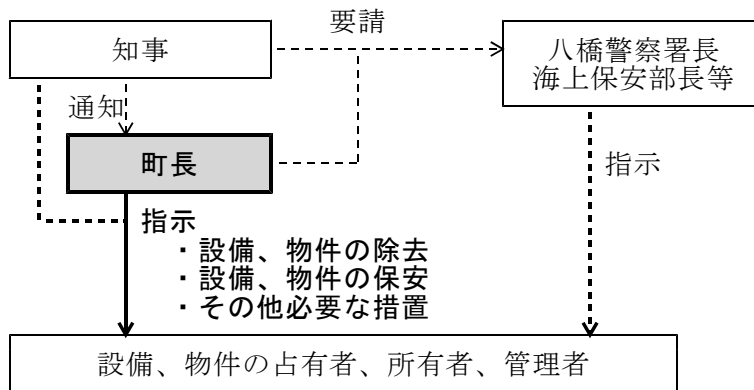 要請
知事
八橋警察署長
海上保安部長等
通知
町長
指示
指示
・設備、物件の除去
・設備、物件の保安
・その他必要な措置
設備、物件の占有者、所有者、管理者